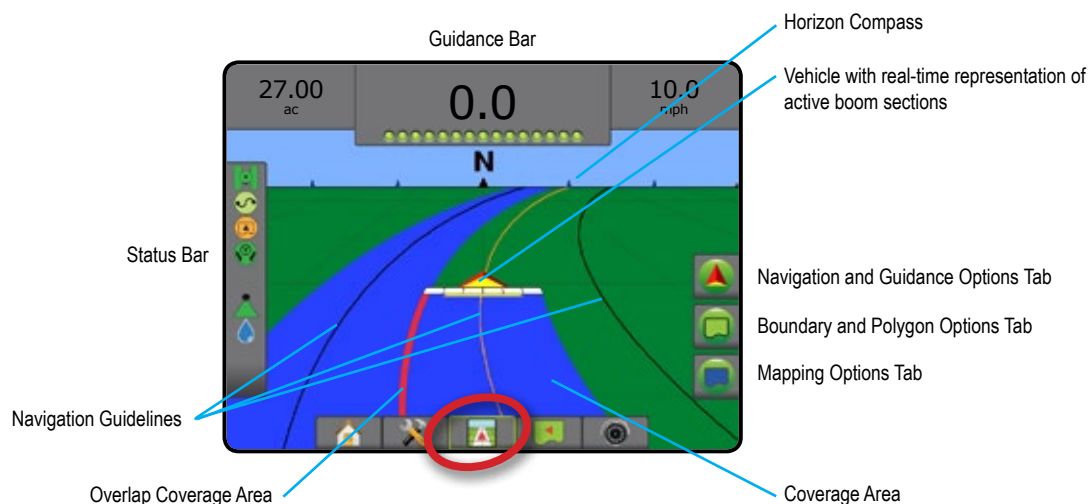 Horizon Compass
Guidance Bar
Vehicle with real-time representation of
active boom sections
27.00
ac
0.0
10.0
mph
N
Status Bar
Navigation and Guidance Options Tab
Boundary and Polygon Options Tab
Mapping Options Tab
Navigation Guidelines
Overlap Coverage Area
Coverage Area